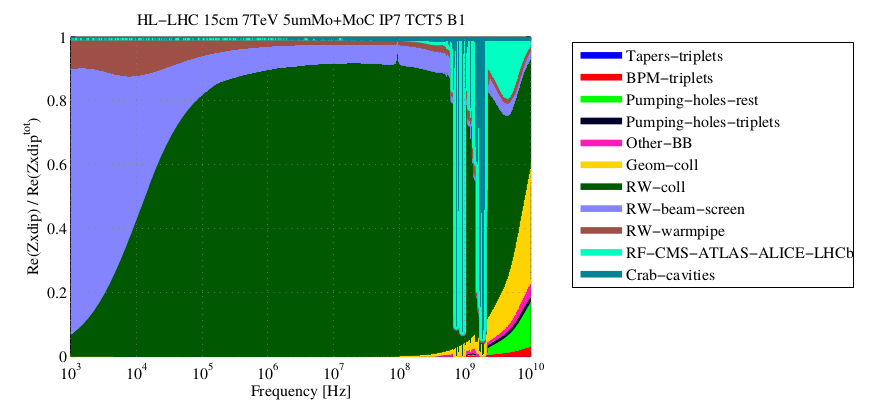 HL−LHC 15cm 7TeV 5umMo+MoC IP7 TCT5 B1
Re(Zxdip) / Re(Zxdip^tot)
1
0.8
0.6
0.4
0.2
0
10^3 10^4 10^5 10^6 10^7 10^8 10^9 10^10
Frequency [Hz]
Tapers−triplets
BPM−triplets
Pumping−holes−rest
Pumping−holes−triplets
Other−BB
Geom−coll
RW−coll
RW−beam−screen
RW−warmpipe
RF−CMS−ATLAS−ALICE−LHCb
Crab−cavities